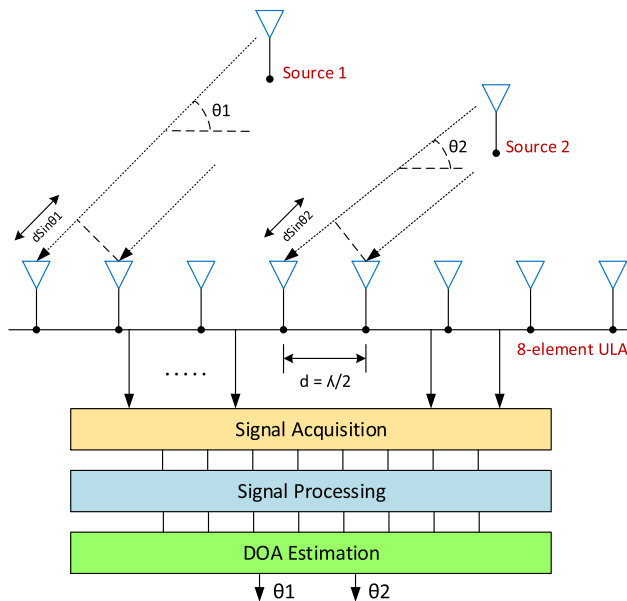 Source 1
θ1
Source 2
θ2
dSinθ1
dSinθ2
8-element ULA
.....
d = ʎ/2
Signal Acquisition
Signal Processing
DOA Estimation
θ1
θ2